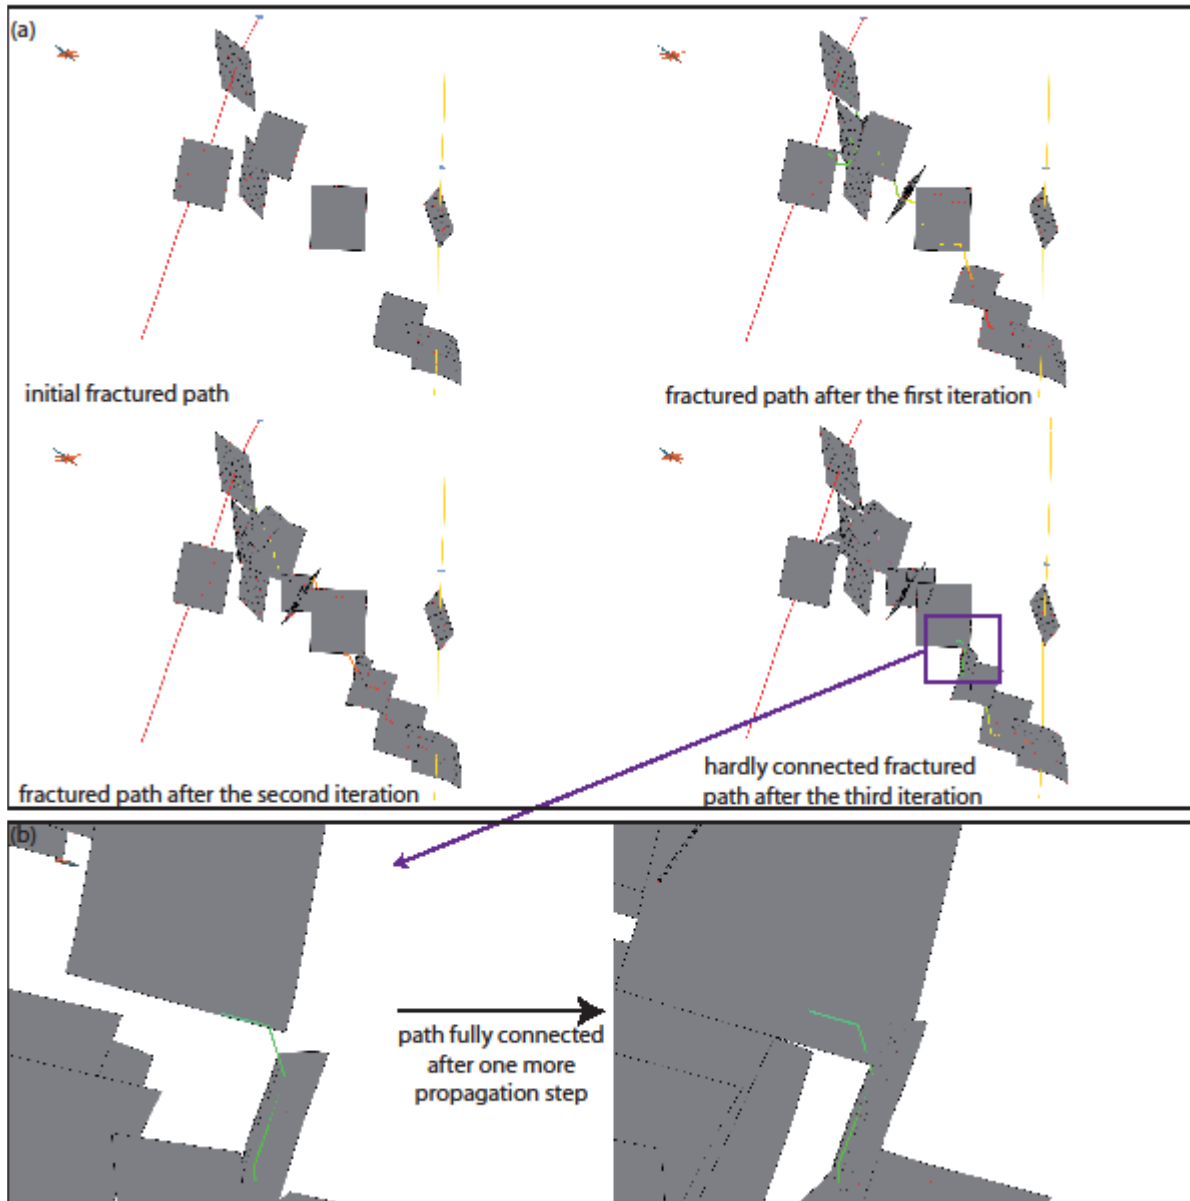 (a)
initial fractured path
fractured path after the first iteration
fractured path after the second iteration
hardly connected fractured
path after the third iteration
(b)
path fully connected
after one more
propagation step